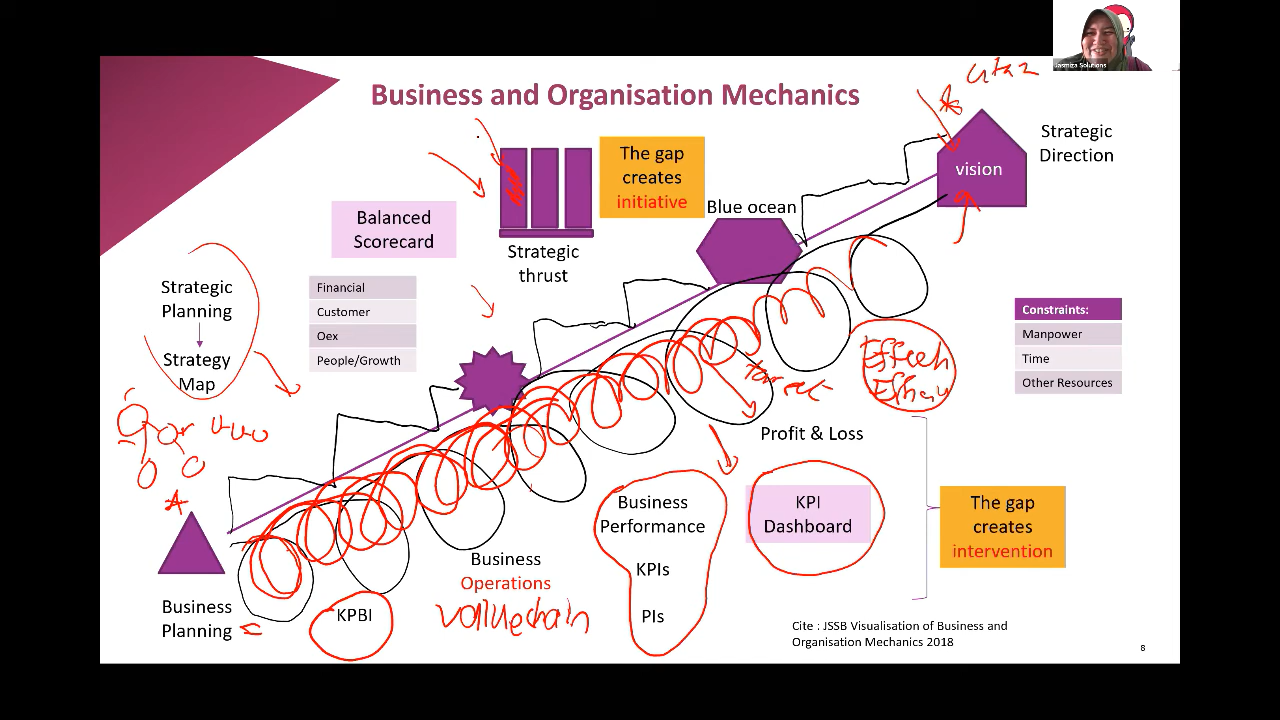 Jasmiza Solutions
Business and Organisation Mechanics
Strategic
Direction
vision
The gap
creates
initiative
Blue ocean
Balanced
Scorecard
Strategic
thrust
Strategic
Planning
Strategy
Map
Financial
Customer
Oex
People/Growth
Constraints:
Manpower
Time
Other Resources
Target
Profit & Loss
Business
Performance
KPIs
PIs
KPI
Dashboard
The gap
creates
intervention
Business
Operations
valuechain
Business
Planning
KPBI
Cite : JSSB Visualisation of Business and
Organisation Mechanics 2018
8